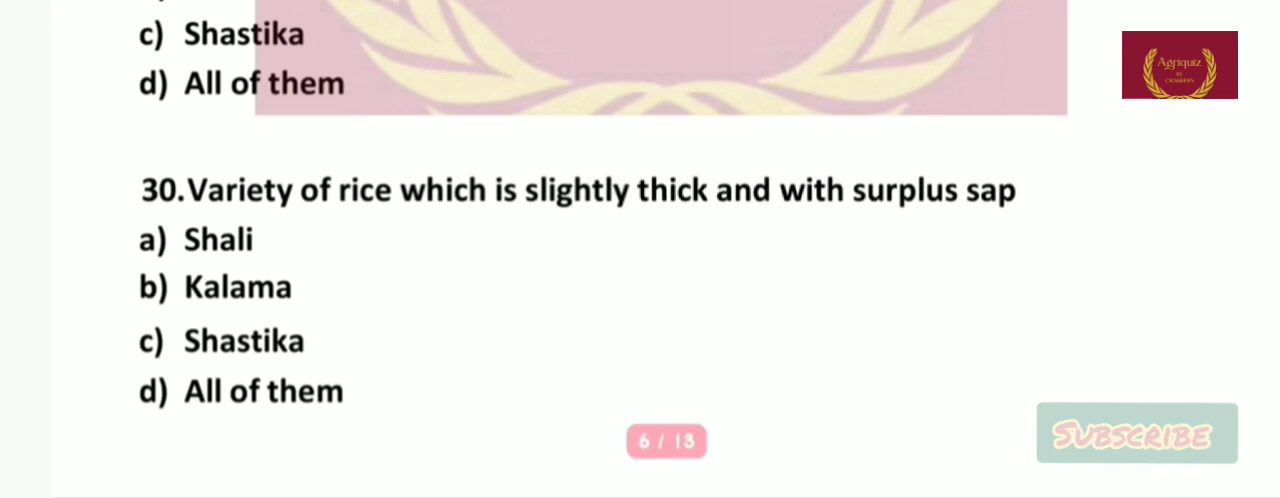 c) Shastika
d) All of them
Agriquiz
BY
CRACKERS
30.Variety of rice which is slightly thick and with surplus sap
a) Shali
b) Kalama
c) Shastika
d) All of them
6 / 13
SUBSCRIBE